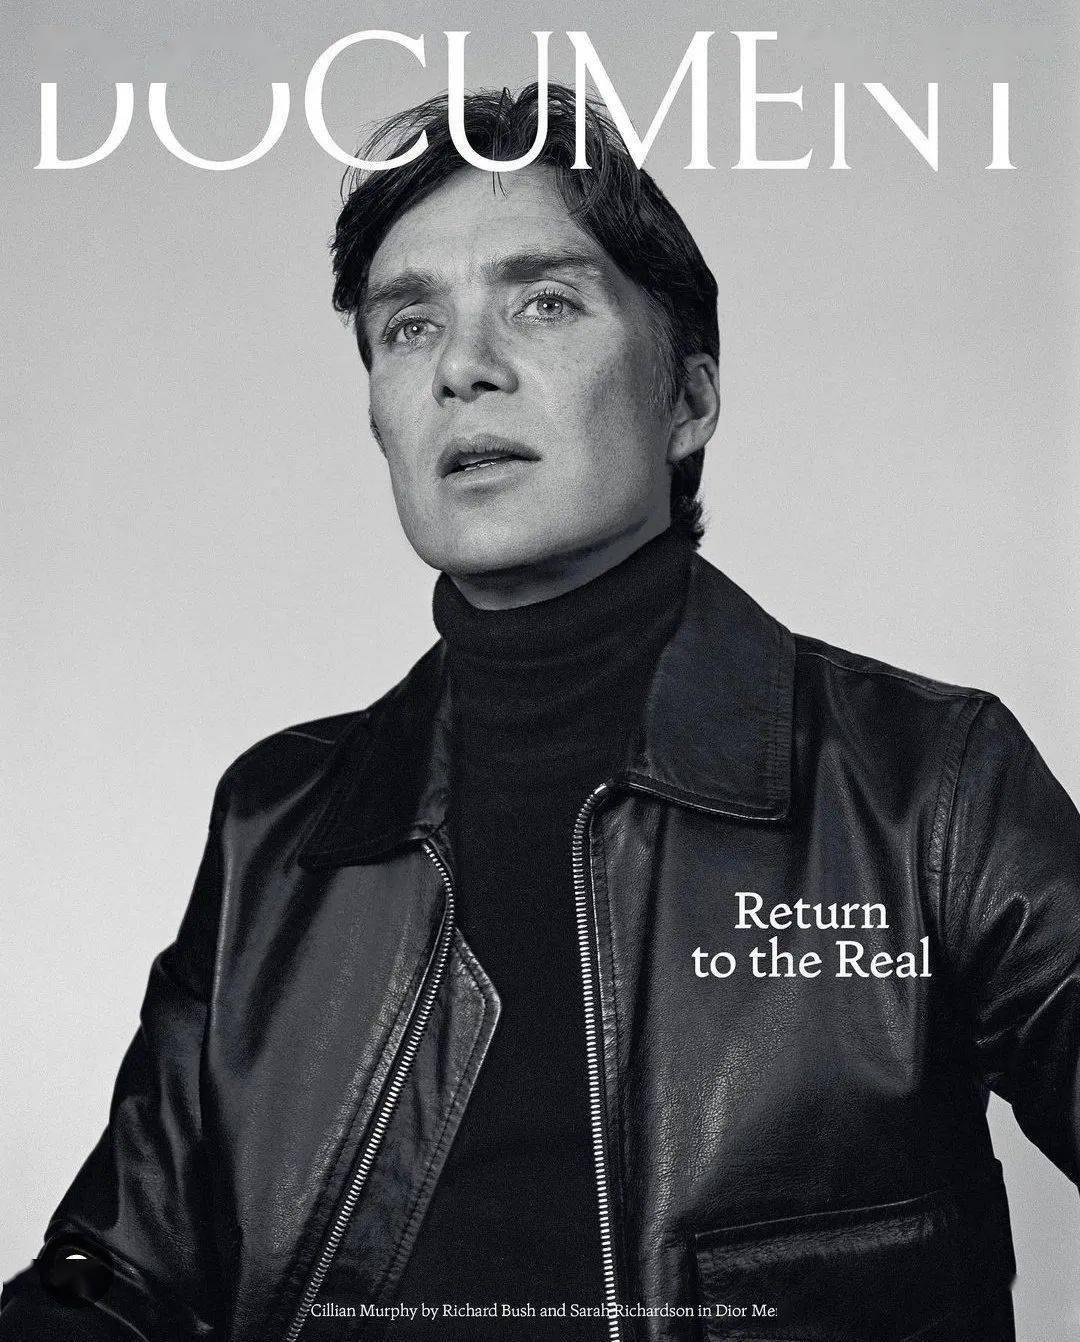 DOCUMENT
Return
to the Real
Cillian Murphy by Richard Bush and Sarah Richardson in Dior Me